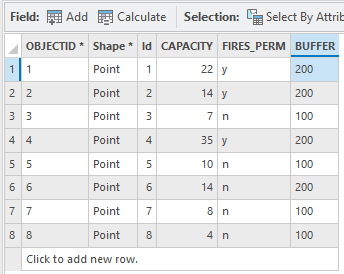 Field: Add Calculate Selection: Select By Attrib
OBJECTID * Shape * Id CAPACITY FIRES_PERM BUFFER
1 1 Point 1 22 y 200
2 2 Point 2 14 y 200
3 3 Point 3 7 n 100
4 4 Point 4 35 y 200
5 5 Point 5 10 n 100
6 6 Point 6 14 n 200
7 7 Point 7 8 n 100
8 8 Point 8 4 n 100
Click to add new row.